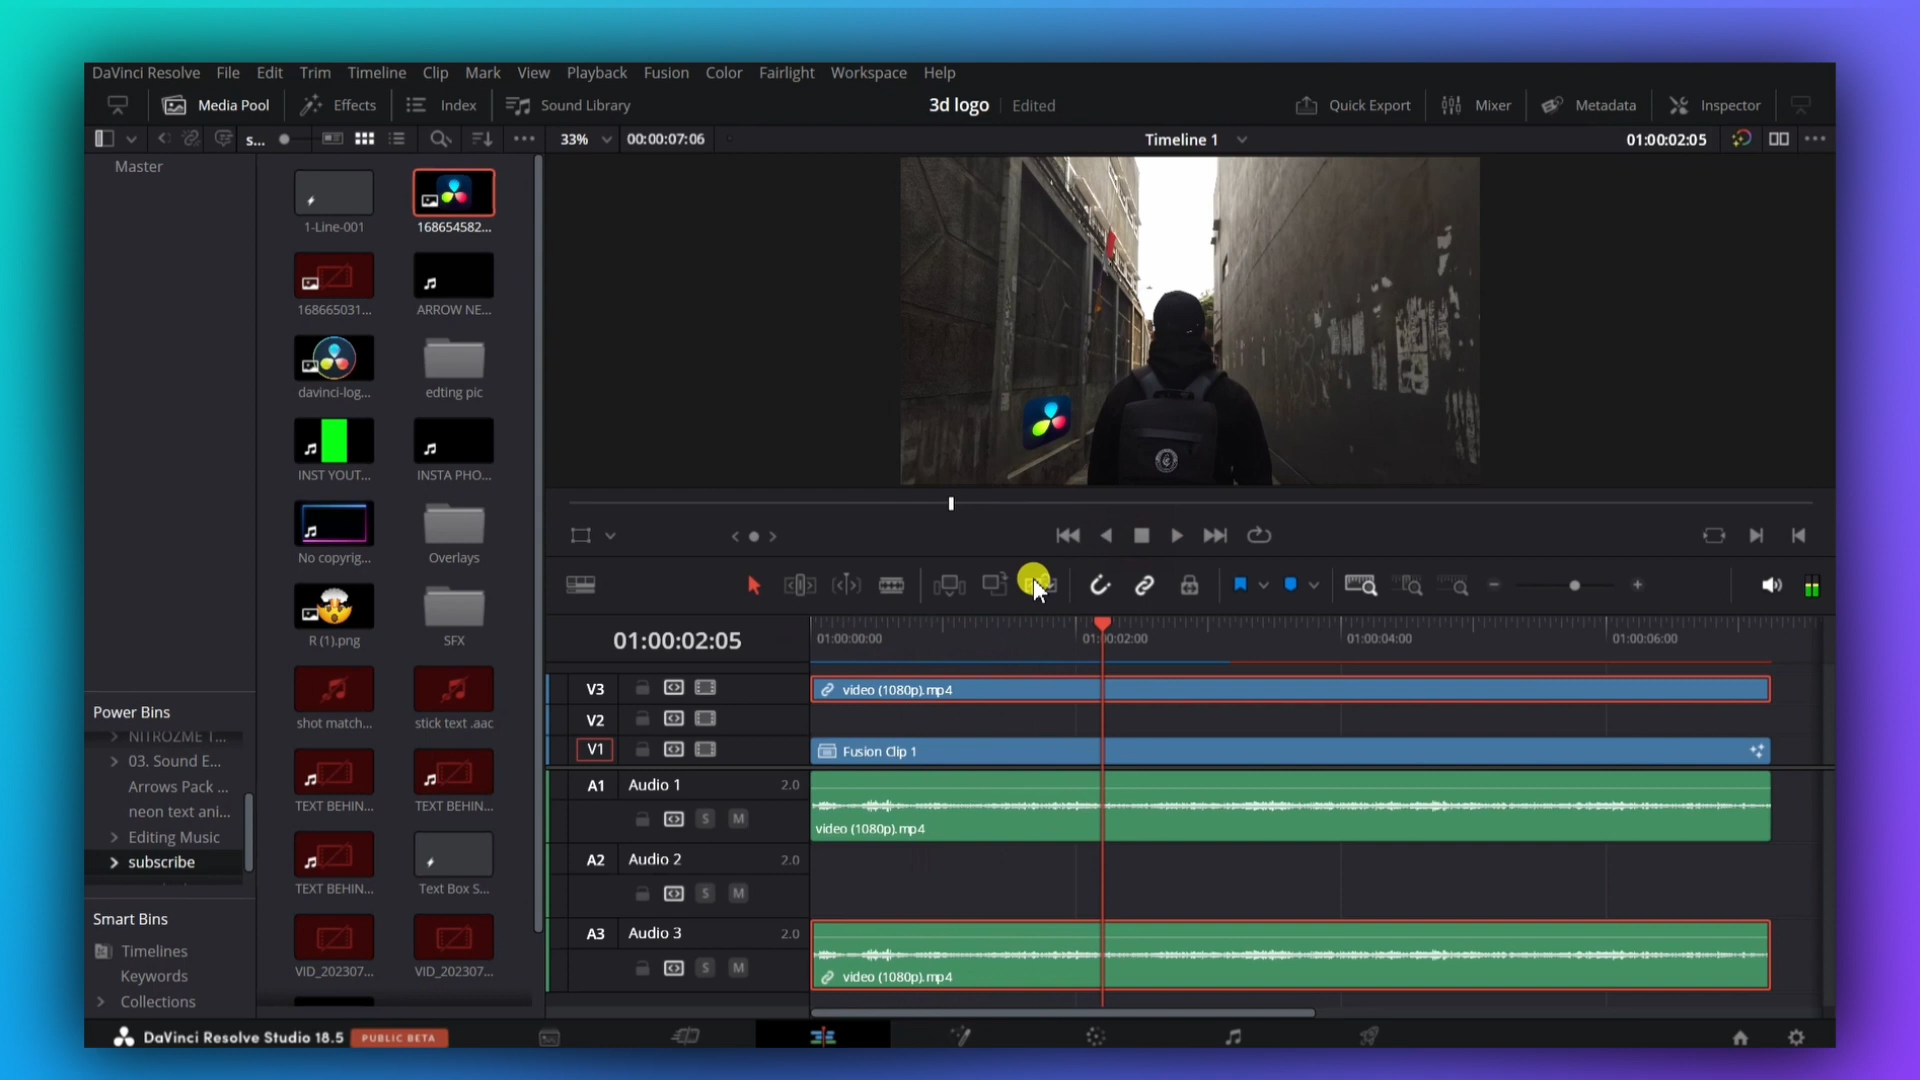 DaVinci Resolve File Edit Trim Timeline Clip Mark View Playback Fusion Color Fairlight Workspace Help
Media Pool Effects Index Sound Library 3d logo Edited Quick Export Mixer Metadata Inspector
s... 33% 00:00:07:06 Timeline 1 01:00:02:05
Master
1-Line-001 168654582...
168665031... ARROW NE...
davinci-log... edting pic
INST YOUT... INSTA PHO...
No copyrig... Overlays
R (1).png SFX
shot match... stick text .aac
TEXT BEHIN... TEXT BEHIN...
TEXT BEHIN... Text Box S...
VID_202307... VID_202307...
Power Bins
NITROZME T...
03. Sound E...
Arrows Pack ...
neon text ani...
Editing Music
subscribe
Smart Bins
Timelines
Keywords
Collections
01:00:02:05 01:00:00:00 01:00:02:00 01:00:04:00 01:00:06:00
V3 video (1080p).mp4
V2
V1 Fusion Clip 1
A1 Audio 1 2.0
S M video (1080p).mp4
A2 Audio 2 2.0
S M
A3 Audio 3 2.0
S M video (1080p).mp4
DaVinci Resolve Studio 18.5 PUBLIC BETA